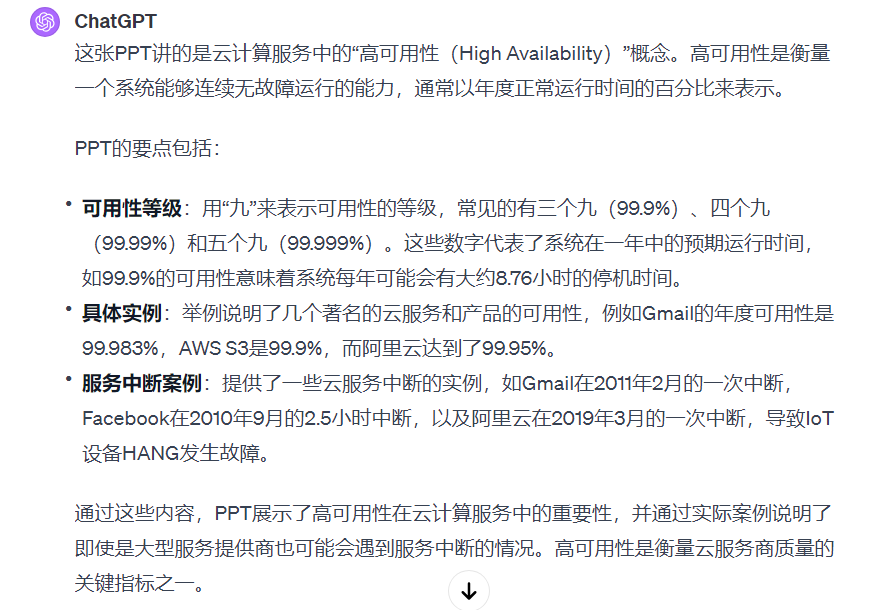 ChatGPT
这张PPT讲的是云计算服务中的“高可用性（High Availability）”概念。高可用性是衡量
一个系统能够连续无故障运行的能力，通常以年度正常运行时间的百分比来表示。
PPT的要点包括：
• 可用性等级：用“九”来表示可用性的等级，常见的有三个九（99.9%）、四个九
（99.99%）和五个九（99.999%）。这些数字代表了系统在一年中的预期运行时间，
如99.9%的可用性意味着系统每年可能会有大约8.76小时的停机时间。
• 具体实例：举例说明了几个著名的云服务和产品的可用性，例如Gmail的年度可用性是
99.983%，AWS S3是99.9%，而阿里云达到了99.95%。
• 服务中断案例：提供了一些云服务中断的实例，如Gmail在2011年2月的一次中断，
Facebook在2010年9月的2.5小时中断，以及阿里云在2019年3月的一次中断，导致IoT
设备HANG发生故障。
通过这些内容，PPT展示了高可用性在云计算服务中的重要性，并通过实际案例说明了
即使是大型服务提供商也可能会遇到服务中断的情况。高可用性是衡量云服务商质量的
关键指标之一。